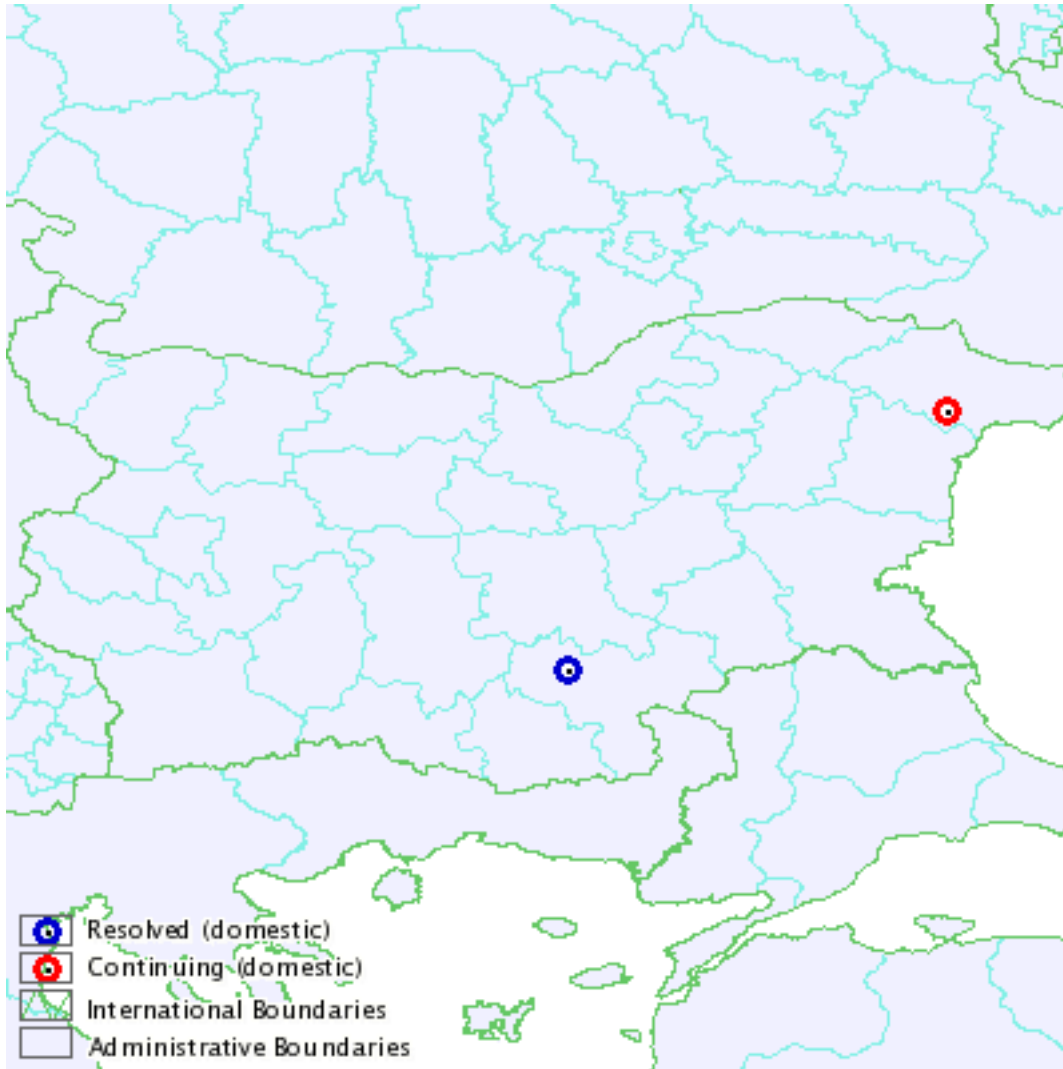 Resolved (domestic)
Continuing (domestic)
International Boundaries
Administrative Boundaries